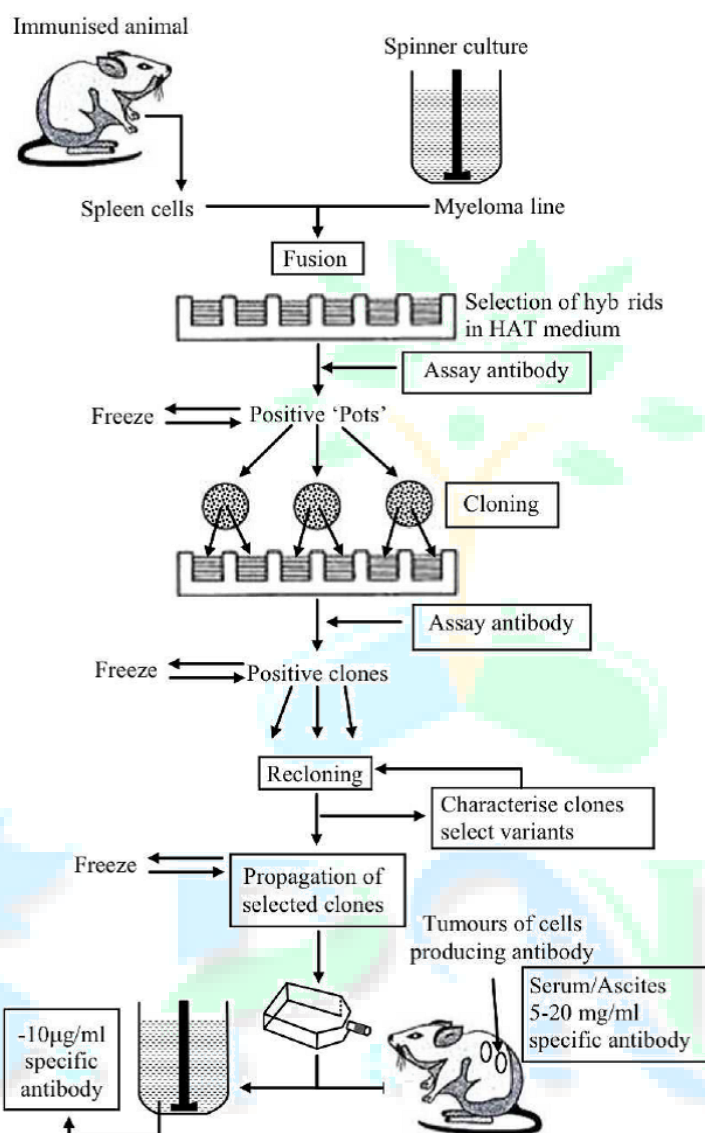 Immunised animal
Spinner culture
Spleen cells
Myeloma line
Fusion
Selection of hyb rids
in HAT medium
Assay antibody
Freeze
Positive ‘Pots’
Cloning
Assay antibody
Freeze
Positive clones
Recloning
Characterise clones
select variants
Freeze
Propagation of
selected clones
Tumours of cells
producing antibody
Serum/Ascites
5-20 mg/ml
specific antibody
-10µg/ml
specific
antibody